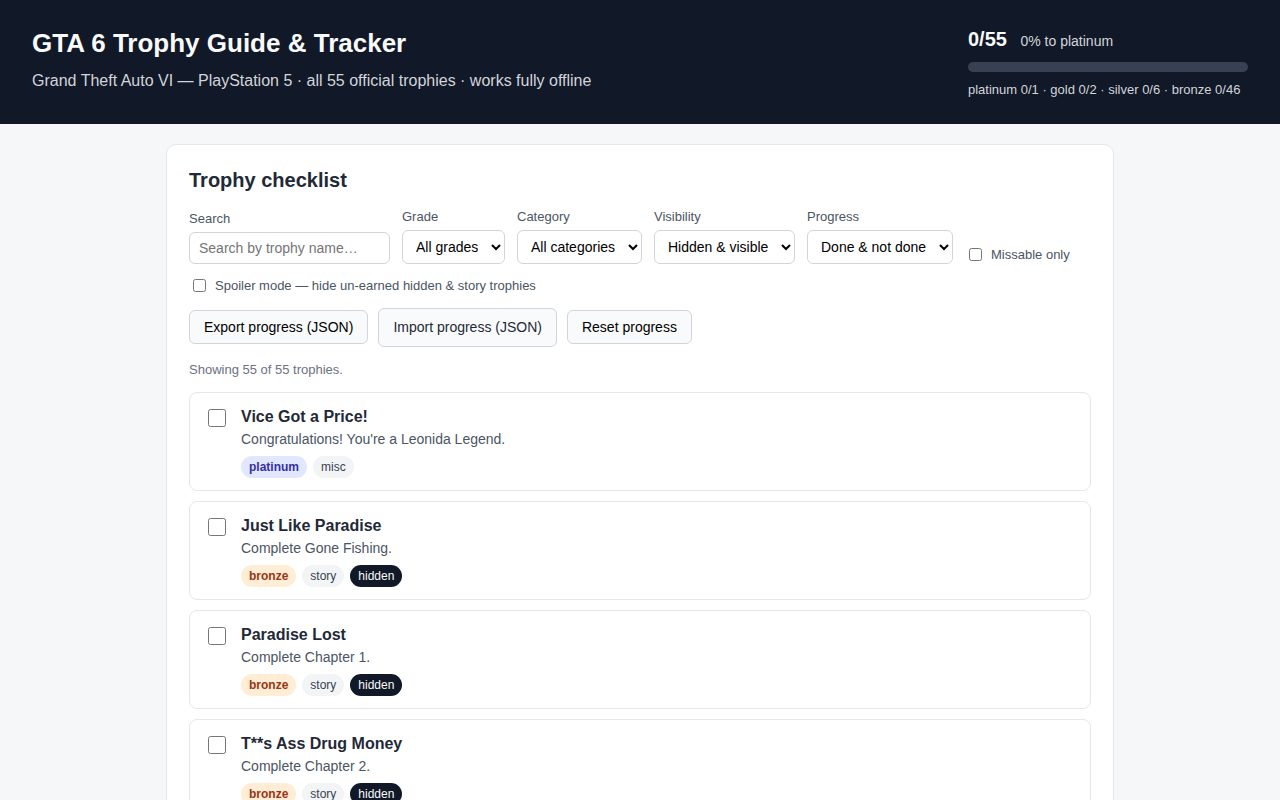 GTA 6 Trophy Guide & Tracker
Grand Theft Auto VI — PlayStation 5 · all 55 official trophies · works fully offline
0/55 0% to platinum
platinum 0/1 · gold 0/2 · silver 0/6 · bronze 0/46
Trophy checklist
Search Grade Category Visibility Progress
Search by trophy name… All grades All categories Hidden & visible Done & not done Missable only
Spoiler mode — hide un-earned hidden & story trophies
Export progress (JSON) Import progress (JSON) Reset progress
Showing 55 of 55 trophies.
Vice Got a Price!
Congratulations! You're a Leonida Legend.
platinum misc
Just Like Paradise
Complete Gone Fishing.
bronze story hidden
Paradise Lost
Complete Chapter 1.
bronze story hidden
T**s Ass Drug Money
Complete Chapter 2.
bronze story hidden